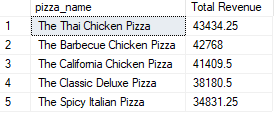 pizza_name Total Revenue
1 The Thai Chicken Pizza 43434.25
2 The Barbecue Chicken Pizza 42768
3 The California Chicken Pizza 41409.5
4 The Classic Deluxe Pizza 38180.5
5 The Spicy Italian Pizza 34831.25